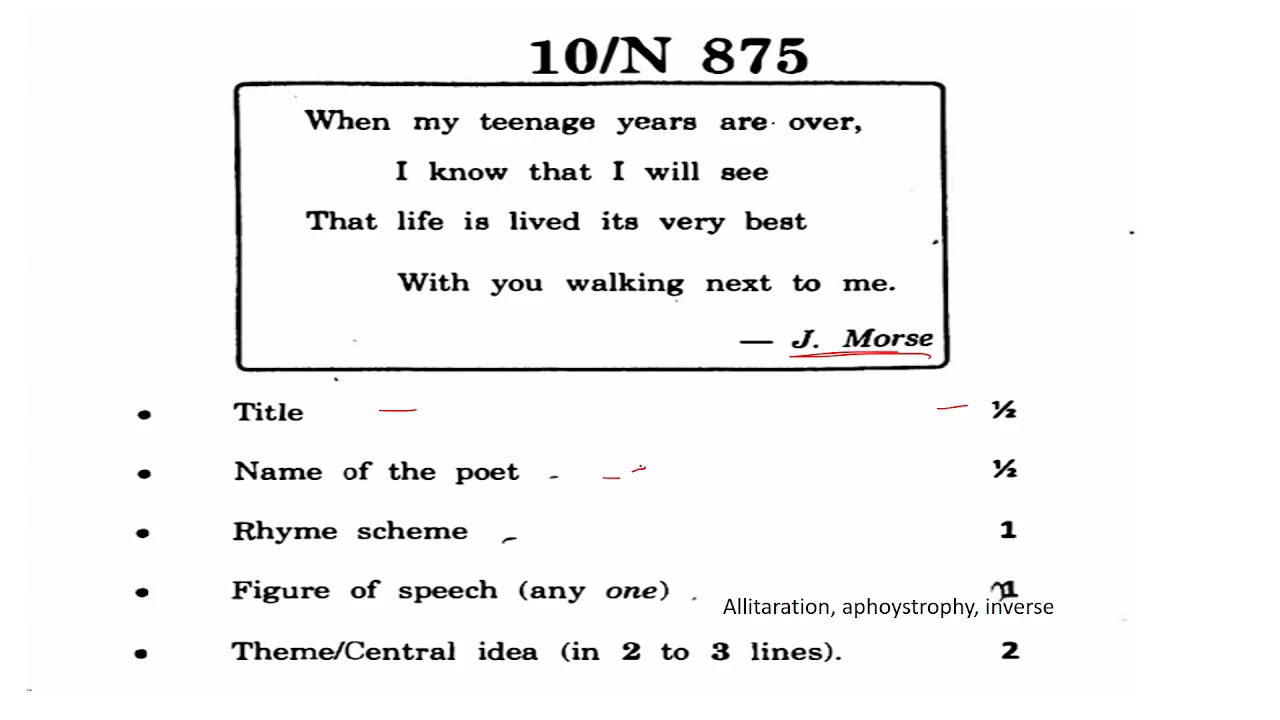 10/N 875
When my teenage years are over,
I know that I will see
That life is lived its very best
With you walking next to me.
— J. Morse
• Title ½
• Name of the poet ½
• Rhyme scheme 1
• Figure of speech (any one) 1
Allitaration, aphoystrophy, inverse
• Theme/Central idea (in 2 to 3 lines). 2